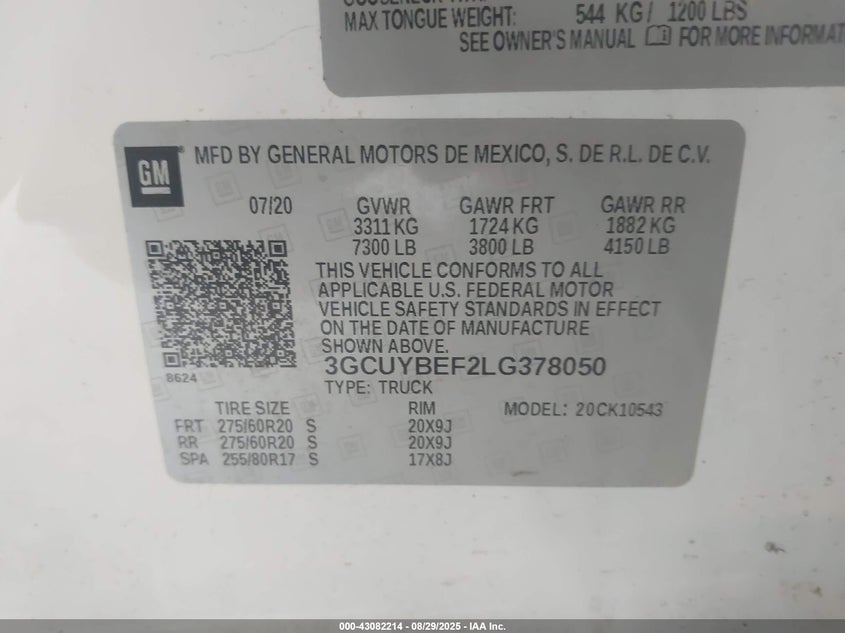 MAX TONGUE WEIGHT: 544 KG / 1200 LBS
SEE OWNER'S MANUAL FOR MORE INFORMAT
GM
MFD BY GENERAL MOTORS DE MEXICO, S. DE R.L. DE C.V.
07/20 GVWR GAWR FRT GAWR RR
3311 KG 1724 KG 1882 KG
7300 LB 3800 LB 4150 LB
THIS VEHICLE CONFORMS TO ALL
APPLICABLE U.S. FEDERAL MOTOR
VEHICLE SAFETY STANDARDS IN EFFECT
ON THE DATE OF MANUFACTURE
SHOWN ABOVE.
3GCUYBEF2LG378050
8624
TYPE: TRUCK
TIRE SIZE RIM MODEL: 20CK10543
FRT 275/60R20 S 20X9J
RR 275/60R20 S 20X9J
SPA 255/80R17 S 17X8J
000-43082214 - 08/29/2025 - IAA Inc.